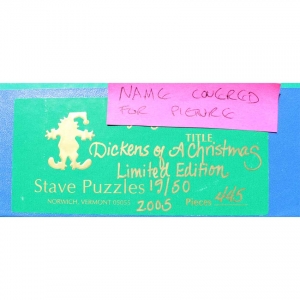 NAME COVERED
FOR PICTURE
TITLE
Dickens of A Christmas
Limited Edition
Stave Puzzles 19/50
NORWICH, VERMONT 05055
2005 Pieces 445